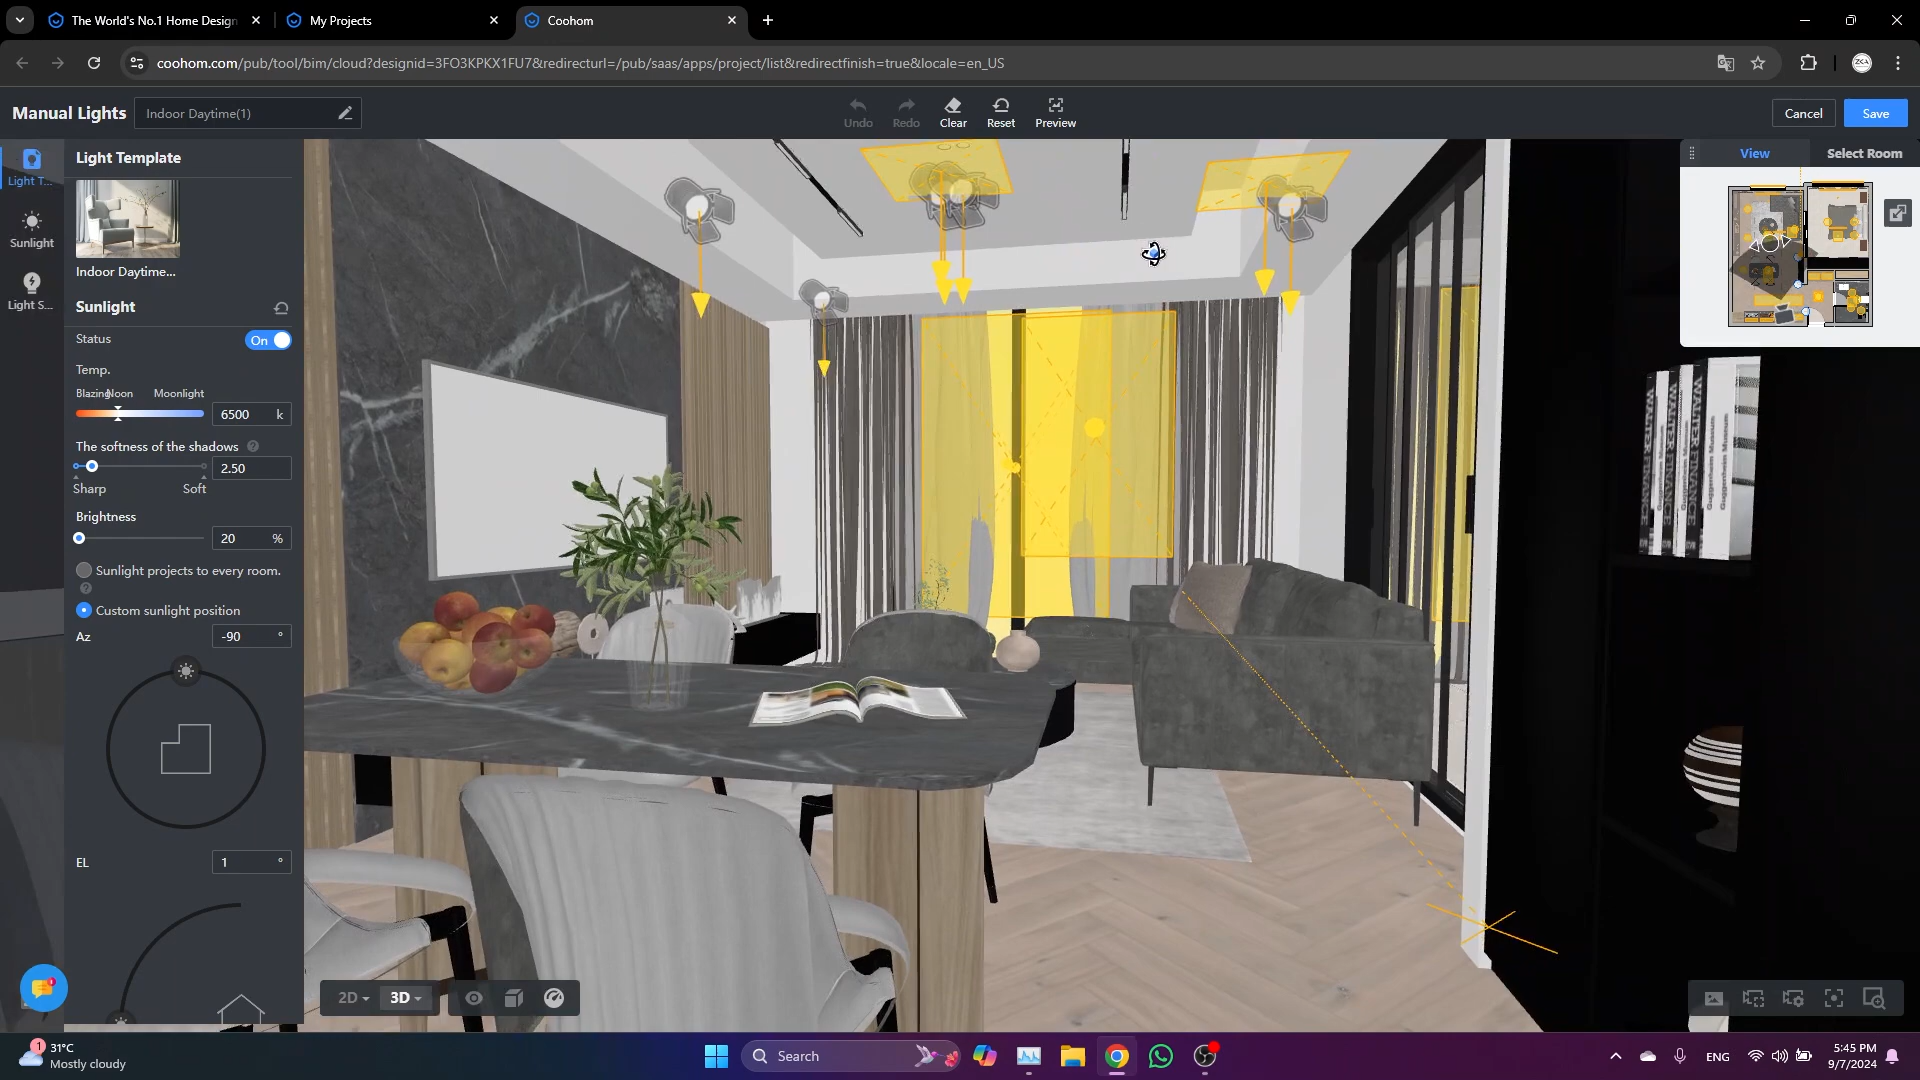 The World's No.1 Home Design
My Projects
Coohom
coohom.com/pub/tool/bim/cloud?designid=3FO3KPKX1FU7&redirecturl=/pub/saas/apps/project/list&redirectfinish=true&locale=en_US
Manual Lights
Indoor Daytime(1)
Undo
Redo
Clear
Reset
Preview
Cancel
Save
Light T...
Sunlight
Light S...
Light Template
Indoor Daytime...
Sunlight
Status
On
Temp.
Blazing
Noon
Moonlight
6500 k
The softness of the shadows
2.50
Sharp
Soft
Brightness
20 %
Sunlight projects to every room.
Custom sunlight position
Az
-90 °
EL
1 °
View
Select Room
2D
3D
1
31°C
Mostly cloudy
Search
ENG
5:45 PM
9/7/2024